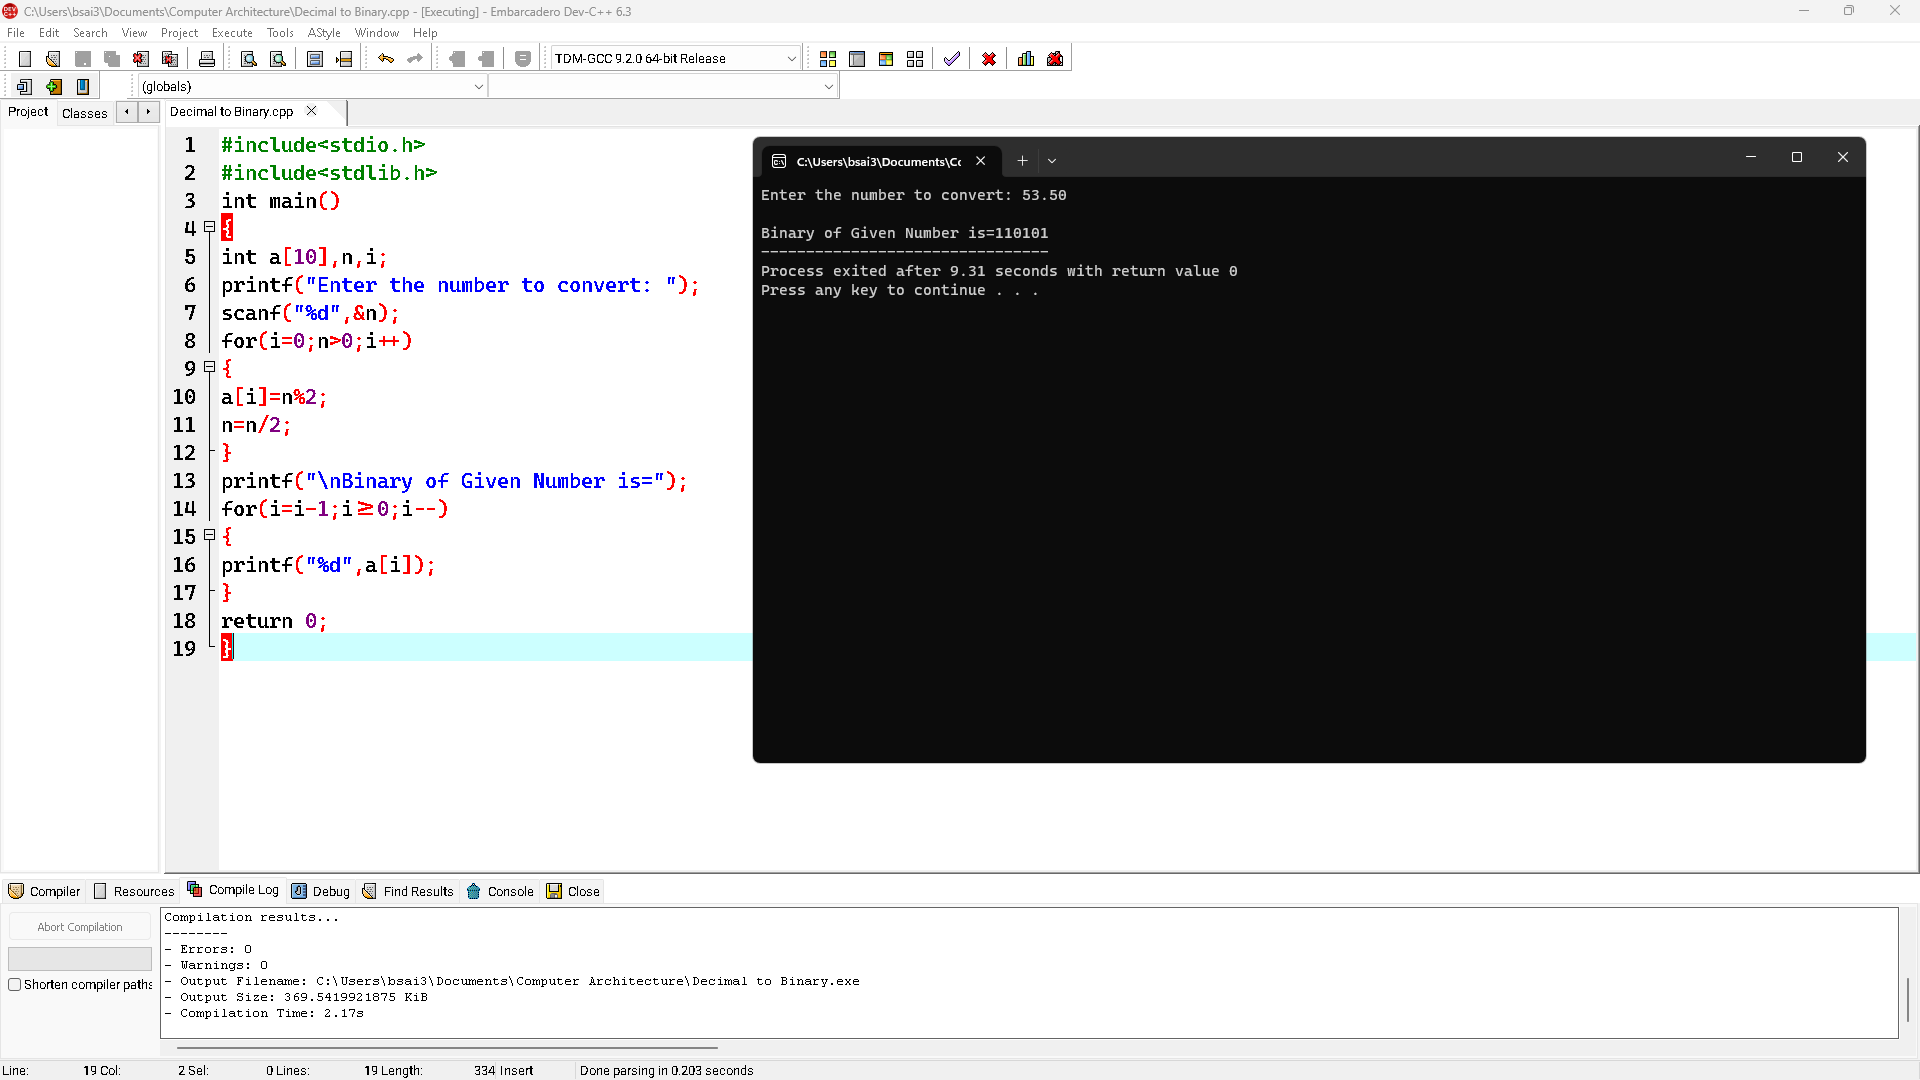 C:\Users\bsai3\Documents\Computer Architecture\Decimal to Binary.cpp - [Executing] - Embarcadero Dev-C++ 6.3
File Edit Search View Project Execute Tools AStyle Window Help
TDM-GCC 9.2.0 64-bit Release
(globals)
Project Classes Decimal to Binary.cpp
1 #include<stdio.h>
2 #include<stdlib.h>
3 int main()
4 {
5 int a[10],n,i;
6 printf("Enter the number to convert: ");
7 scanf("%d",&n);
8 for(i=0;n>0;i++)
9 {
10 a[i]=n%2;
11 n=n/2;
12 }
13 printf("\nBinary of Given Number is=");
14 for(i=i-1;i≥0;i--)
15 {
16 printf("%d",a[i]);
17 }
18 return 0;
19 }
C:\Users\bsai3\Documents\Cc
Enter the number to convert: 53.50
Binary of Given Number is=110101
--------------------------------
Process exited after 9.31 seconds with return value 0
Press any key to continue . . .
Compiler Resources Compile Log Debug Find Results Console Close
Abort Compilation
Shorten compiler paths
Compilation results...
--------
- Errors: 0
- Warnings: 0
- Output Filename: C:\Users\bsai3\Documents\Computer Architecture\Decimal to Binary.exe
- Output Size: 369.5419921875 KiB
- Compilation Time: 2.17s
Line: 19 Col: 2 Sel: 0 Lines: 19 Length: 334 Insert Done parsing in 0.203 seconds